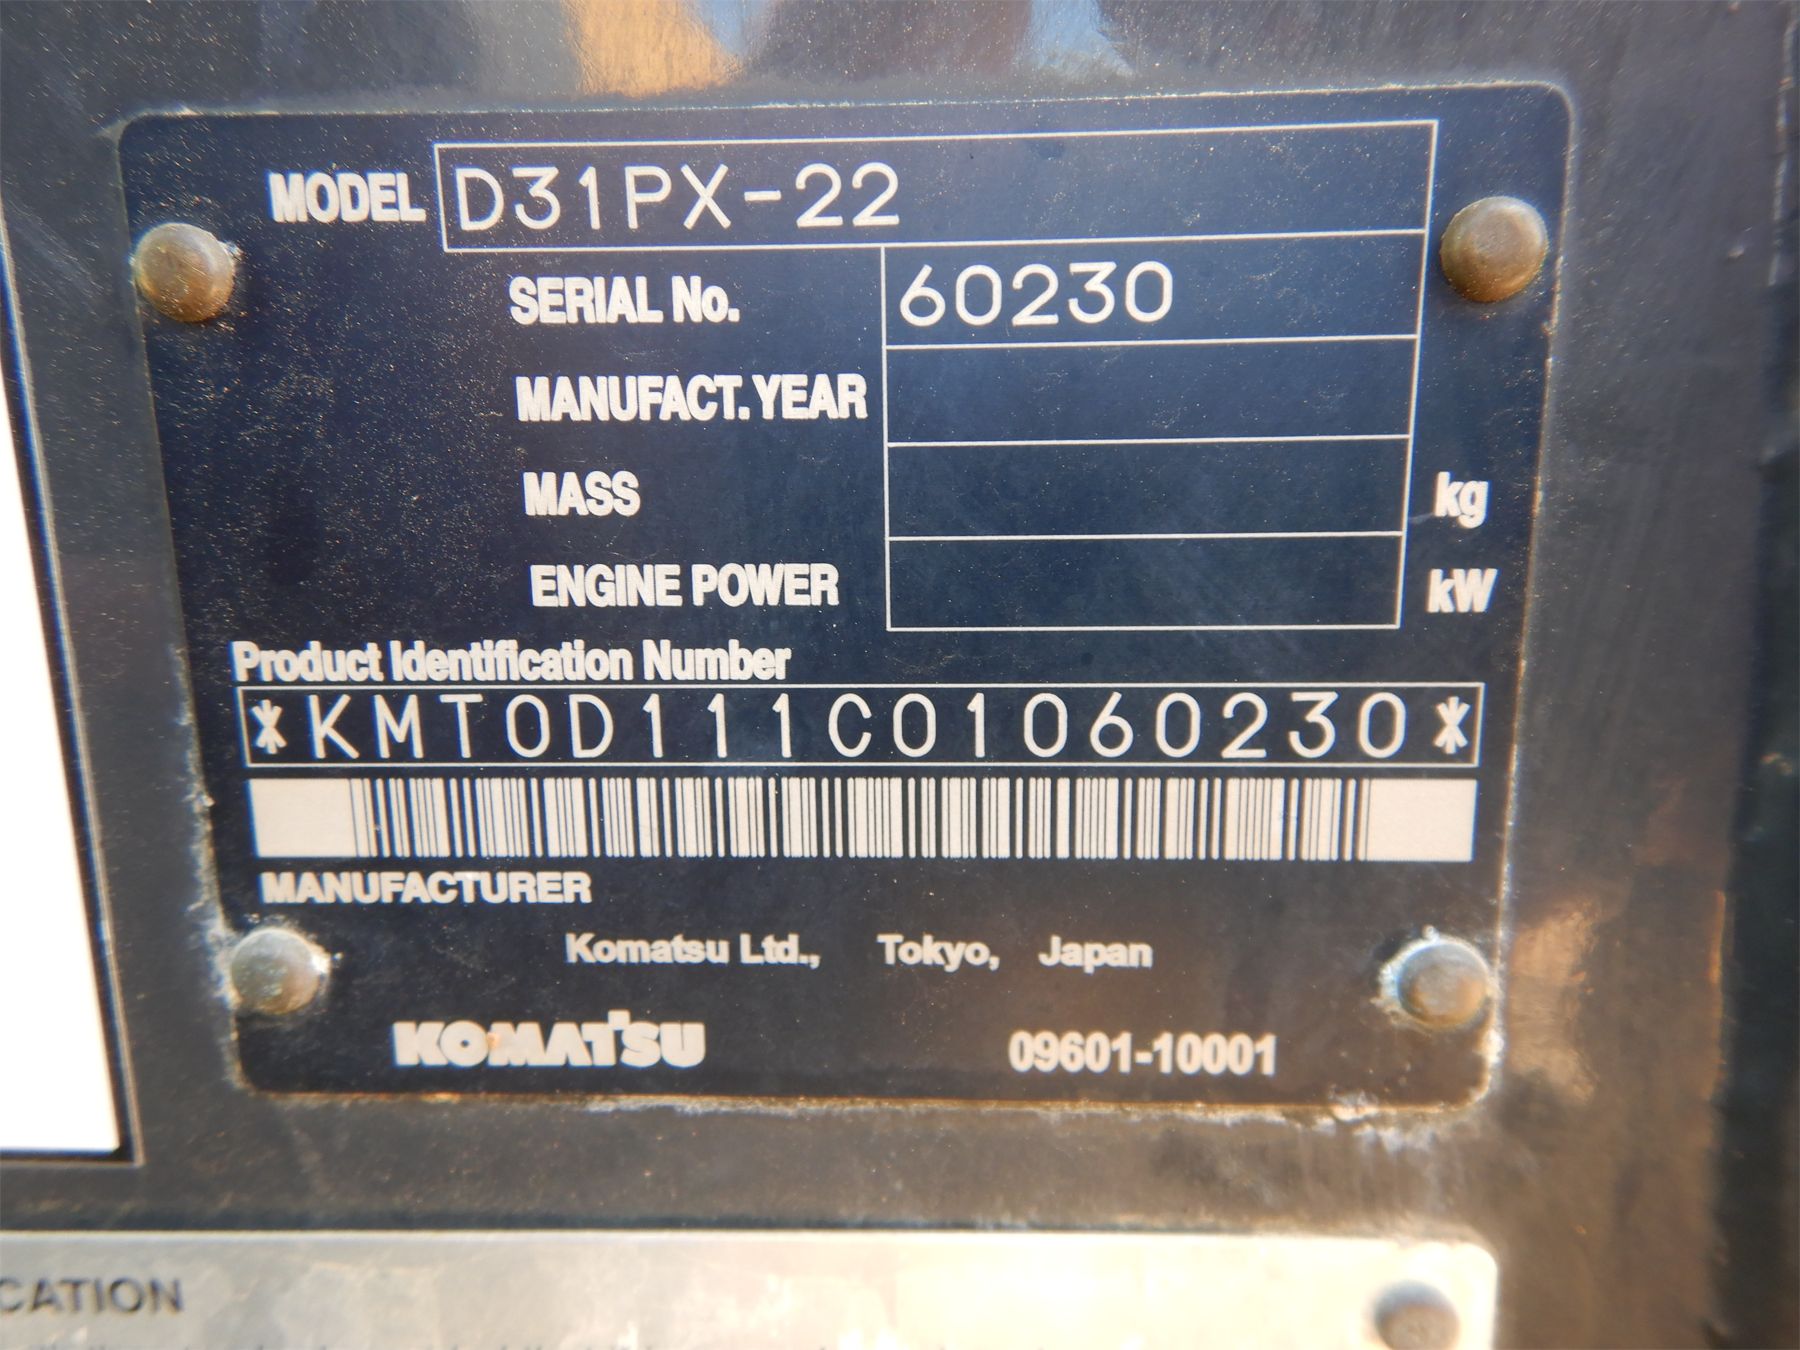 MODEL D31PX-22
SERIAL No. 60230
MANUFACT.YEAR
MASS kg
ENGINE POWER kW
Product Identification Number
*KMT0D111C01060230*
MANUFACTURER
Komatsu Ltd., Tokyo, Japan
KOMATSU 09601-10001
CATION